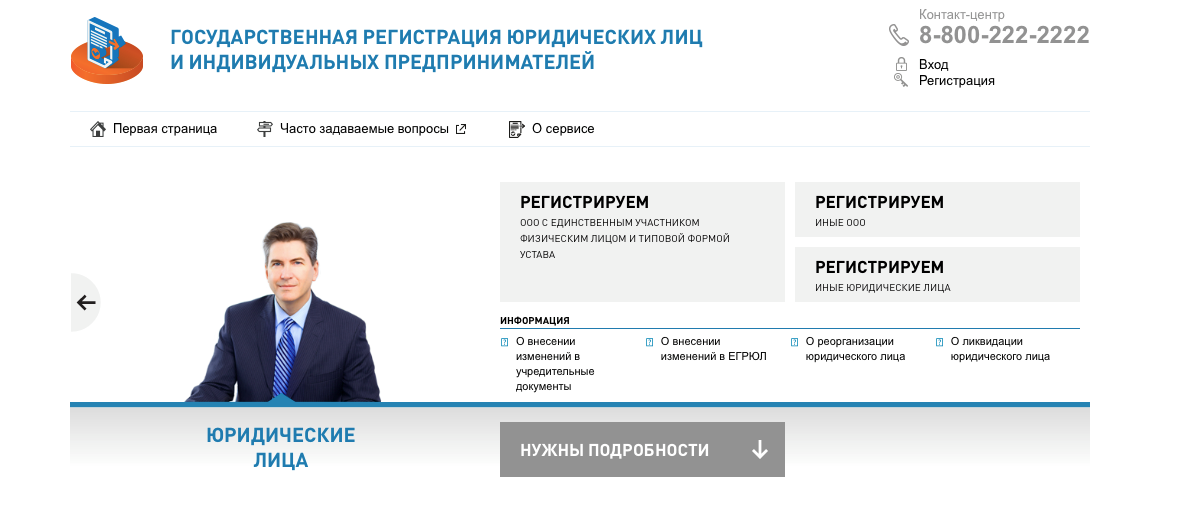 ГОСУДАРСТВЕННАЯ РЕГИСТРАЦИЯ ЮРИДИЧЕСКИХ ЛИЦ
И ИНДИВИДУАЛЬНЫХ ПРЕДПРИНИМАТЕЛЕЙ
Контакт-центр
8-800-222-2222
Вход
Регистрация
Первая страница
Часто задаваемые вопросы
О сервисе
РЕГИСТРИРУЕМ
ООО С ЕДИНСТВЕННЫМ УЧАСТНИКОМ
ФИЗИЧЕСКИМ ЛИЦОМ И ТИПОВОЙ ФОРМОЙ
УСТАВА
РЕГИСТРИРУЕМ
ИНЫЕ ООО
РЕГИСТРИРУЕМ
ИНЫЕ ЮРИДИЧЕСКИЕ ЛИЦА
ИНФОРМАЦИЯ
О внесении
изменений в
учредительные
документы
О внесении
изменений в ЕГРЮЛ
О реорганизации
юридического лица
О ликвидации
юридического лица
ЮРИДИЧЕСКИЕ
ЛИЦА
НУЖНЫ ПОДРОБНОСТИ